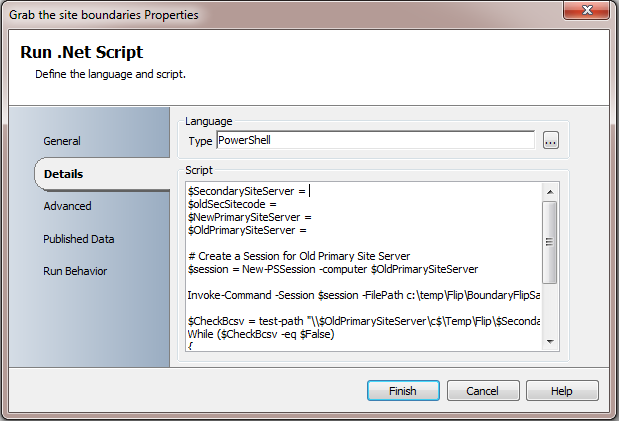 Grab the site boundaries Properties
Run .Net Script
Define the language and script.
General
Details
Advanced
Published Data
Run Behavior
Language
Type PowerShell ...
Script
$SecondarySiteServer =
$oldSecSitecode =
$NewPrimarySiteServer =
$OldPrimarySiteServer =
# Create a Session for Old Primary Site Server
$session = New-PSSession -computer $OldPrimarySiteServer
Invoke-Command -Session $session -FilePath c:\temp\Flip\BoundaryFlipSa
$CheckBcsv = test-path "\\$OldPrimarySiteServer\c$\Temp\Flip\$Seconda
While ($CheckBcsv -eq $False)
{
Finish Cancel Help